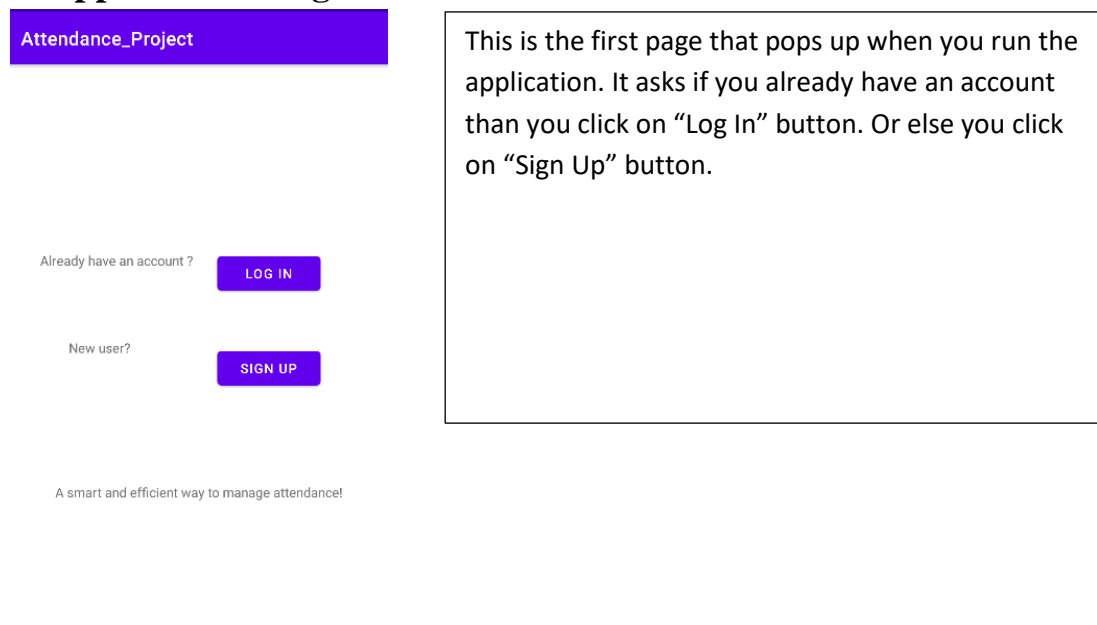 Attendance_Project
Already have an account ?
LOG IN
New user?
SIGN UP
A smart and efficient way to manage attendance!
This is the first page that pops up when you run the
application. It asks if you already have an account
than you click on “Log In” button. Or else you click
on “Sign Up” button.